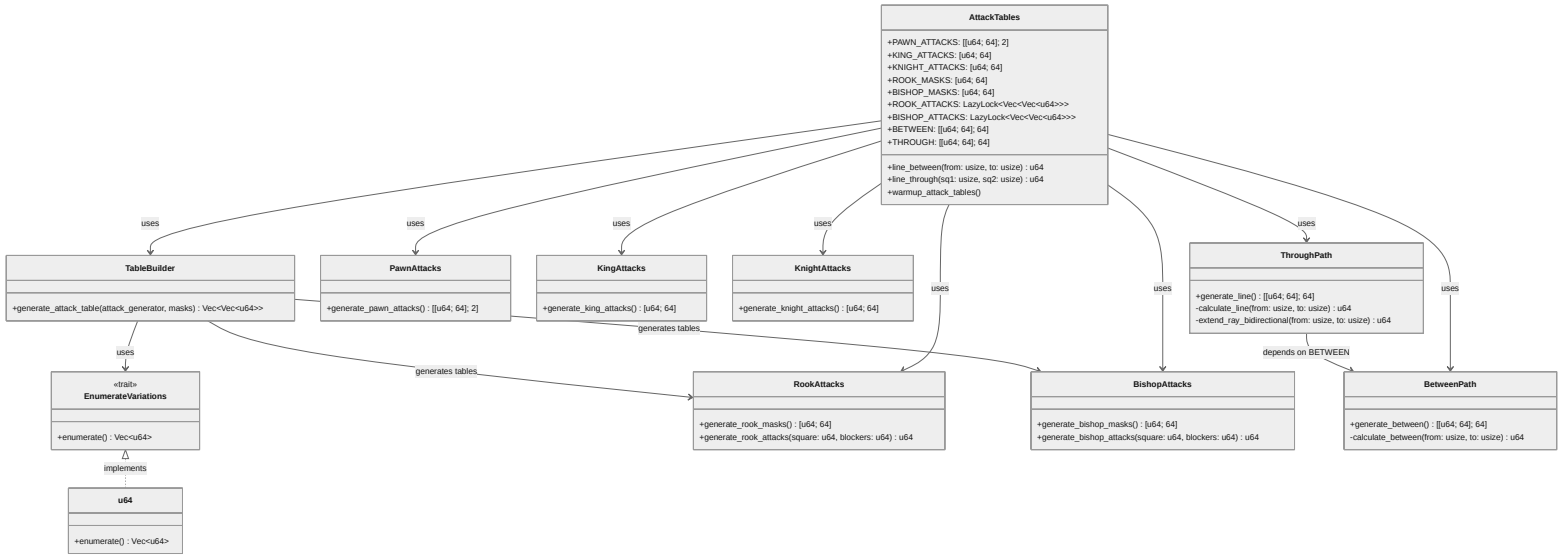 AttackTables
+PAWN_ATTACKS: [[u64; 64]; 2]
+KING_ATTACKS: [u64; 64]
+KNIGHT_ATTACKS: [u64; 64]
+ROOK_MASKS: [u64; 64]
+BISHOP_MASKS: [u64; 64]
+ROOK_ATTACKS: LazyLock<Vec<Vec<u64>>>
+BISHOP_ATTACKS: LazyLock<Vec<Vec<u64>>>
+BETWEEN: [[u64; 64]; 64]
+THROUGH: [[u64; 64]; 64]
+line_between(from: usize, to: usize) : u64
+line_through(sq1: usize, sq2: usize) : u64
+warmup_attack_tables()
uses
uses
uses
uses
uses
uses
uses
uses
TableBuilder
+generate_attack_table(attack_generator, masks) : Vec<Vec<u64>>
PawnAttacks
+generate_pawn_attacks() : [[u64; 64]; 2]
KingAttacks
+generate_king_attacks() : [u64; 64]
KnightAttacks
+generate_knight_attacks() : [u64; 64]
ThroughPath
+generate_line() : [[u64; 64]; 64]
-calculate_line(from: usize, to: usize) : u64
-extend_ray_bidirectional(from: usize, to: usize) : u64
uses
generates tables
generates tables
depends on BETWEEN
«trait»
EnumerateVariations
+enumerate() : Vec<u64>
RookAttacks
+generate_rook_masks() : [u64; 64]
+generate_rook_attacks(square: u64, blockers: u64) : u64
BishopAttacks
+generate_bishop_masks() : [u64; 64]
+generate_bishop_attacks(square: u64, blockers: u64) : u64
BetweenPath
+generate_between() : [[u64; 64]; 64]
-calculate_between(from: usize, to: usize) : u64
implements
u64
+enumerate() : Vec<u64>